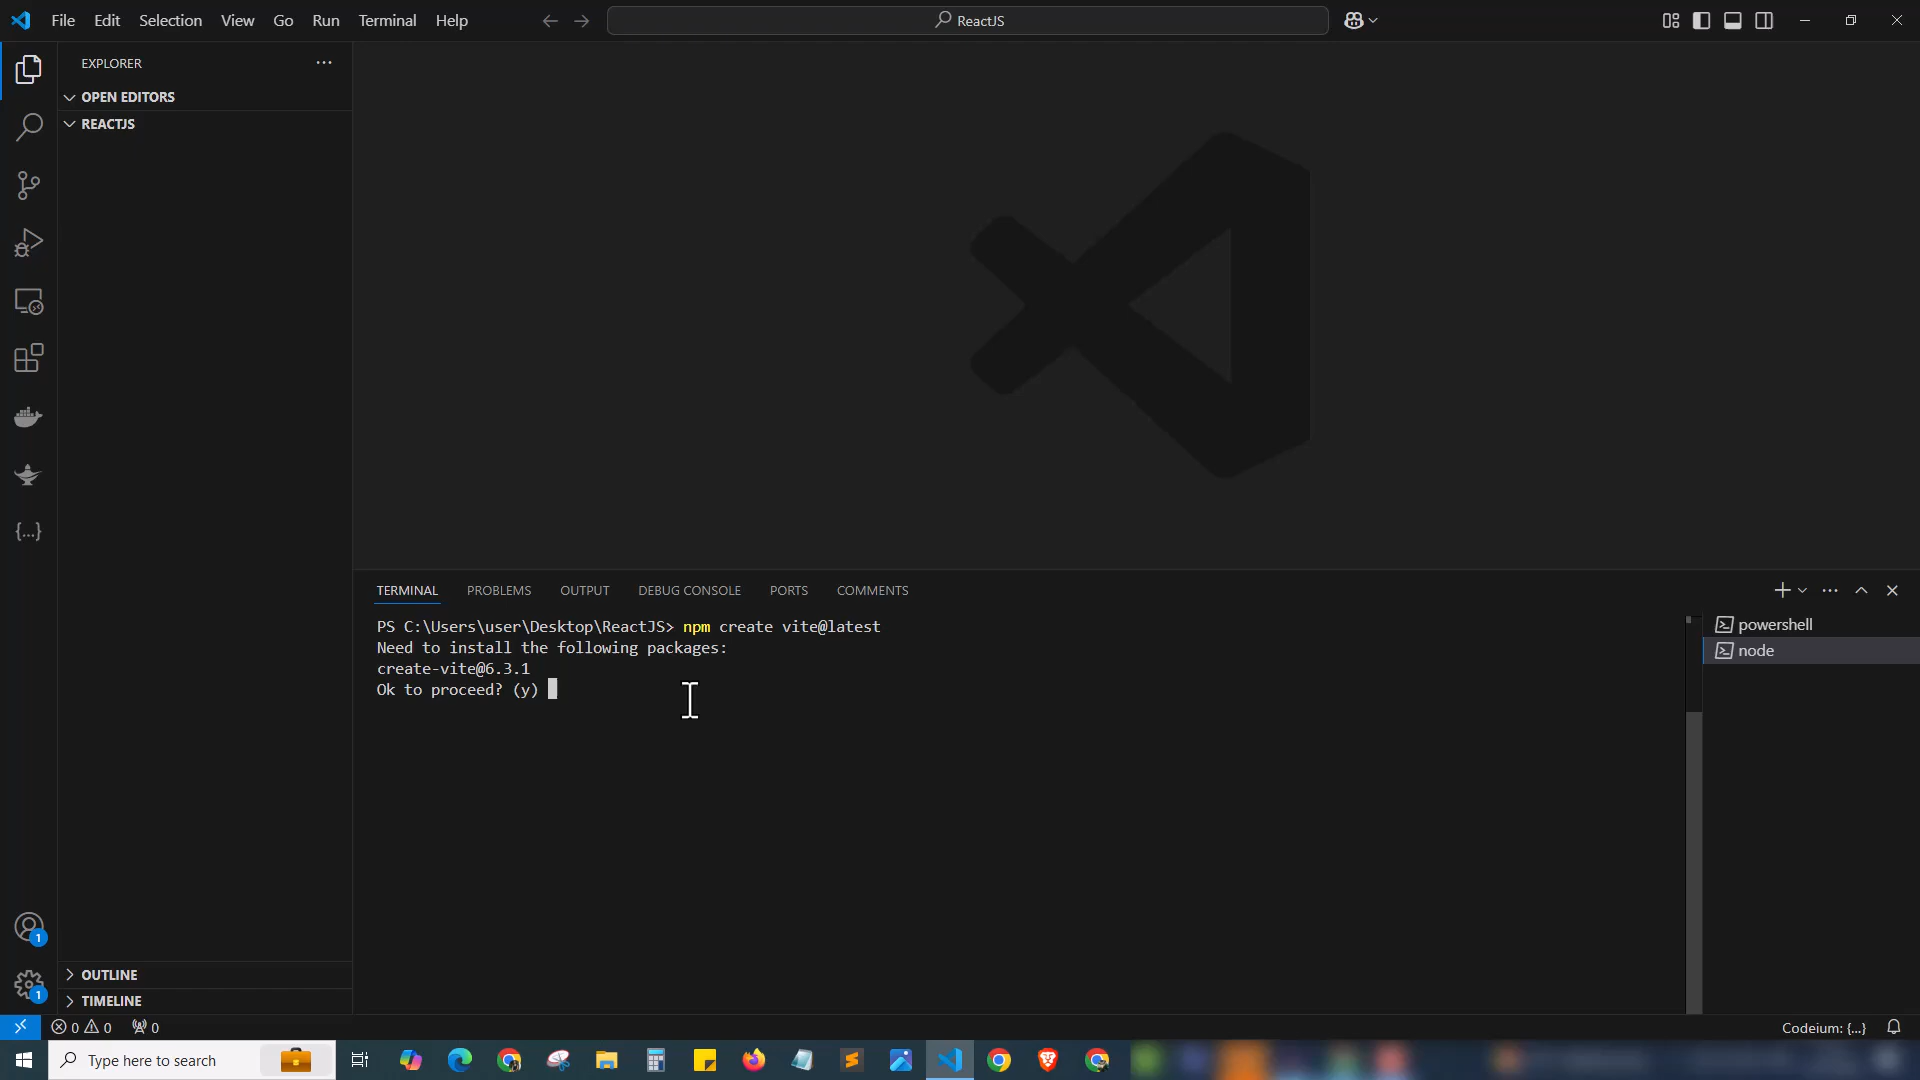 File Edit Selection View Go Run Terminal Help
ReactJS
EXPLORER
OPEN EDITORS
REACTJS
TERMINAL PROBLEMS OUTPUT DEBUG CONSOLE PORTS COMMENTS
PS C:\Users\user\Desktop\ReactJS> npm create vite@latest
Need to install the following packages:
create-vite@6.3.1
Ok to proceed? (y)
powershell
node
1
1
OUTLINE
TIMELINE
0 0 0
Codeium: {...}
Type here to search